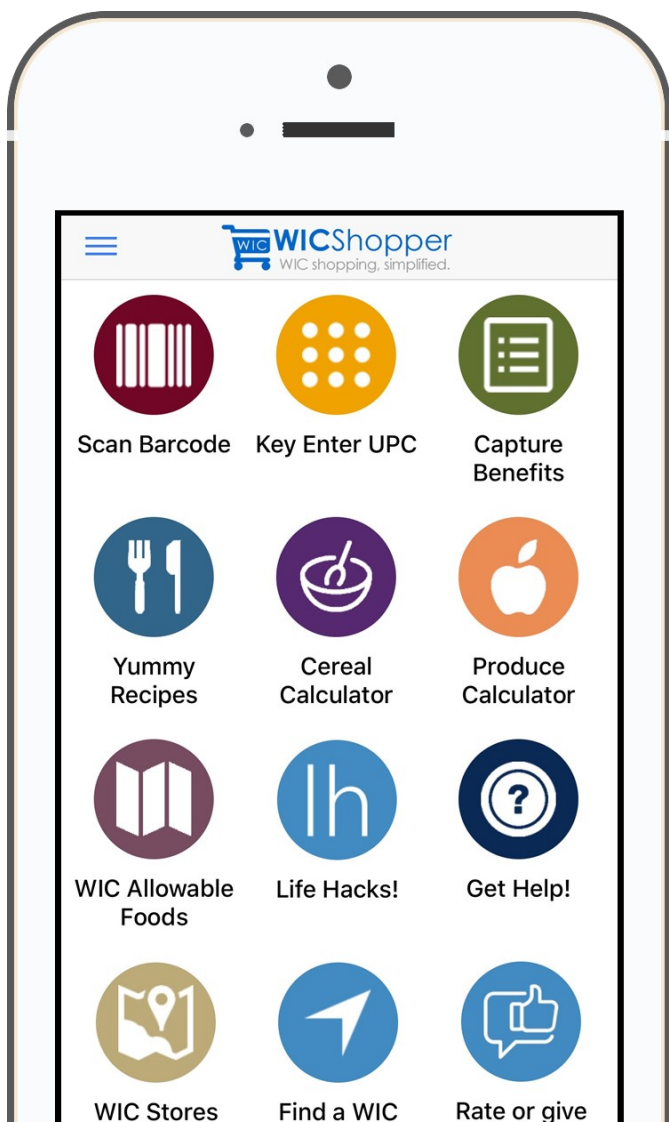 WIC WICShopper
WIC shopping, simplified.
Scan Barcode
Key Enter UPC
Capture
Benefits
Yummy
Recipes
Cereal
Calculator
Produce
Calculator
WIC Allowable
Foods
lh
Life Hacks!
?
Get Help!
WIC Stores
Find a WIC
Rate or give